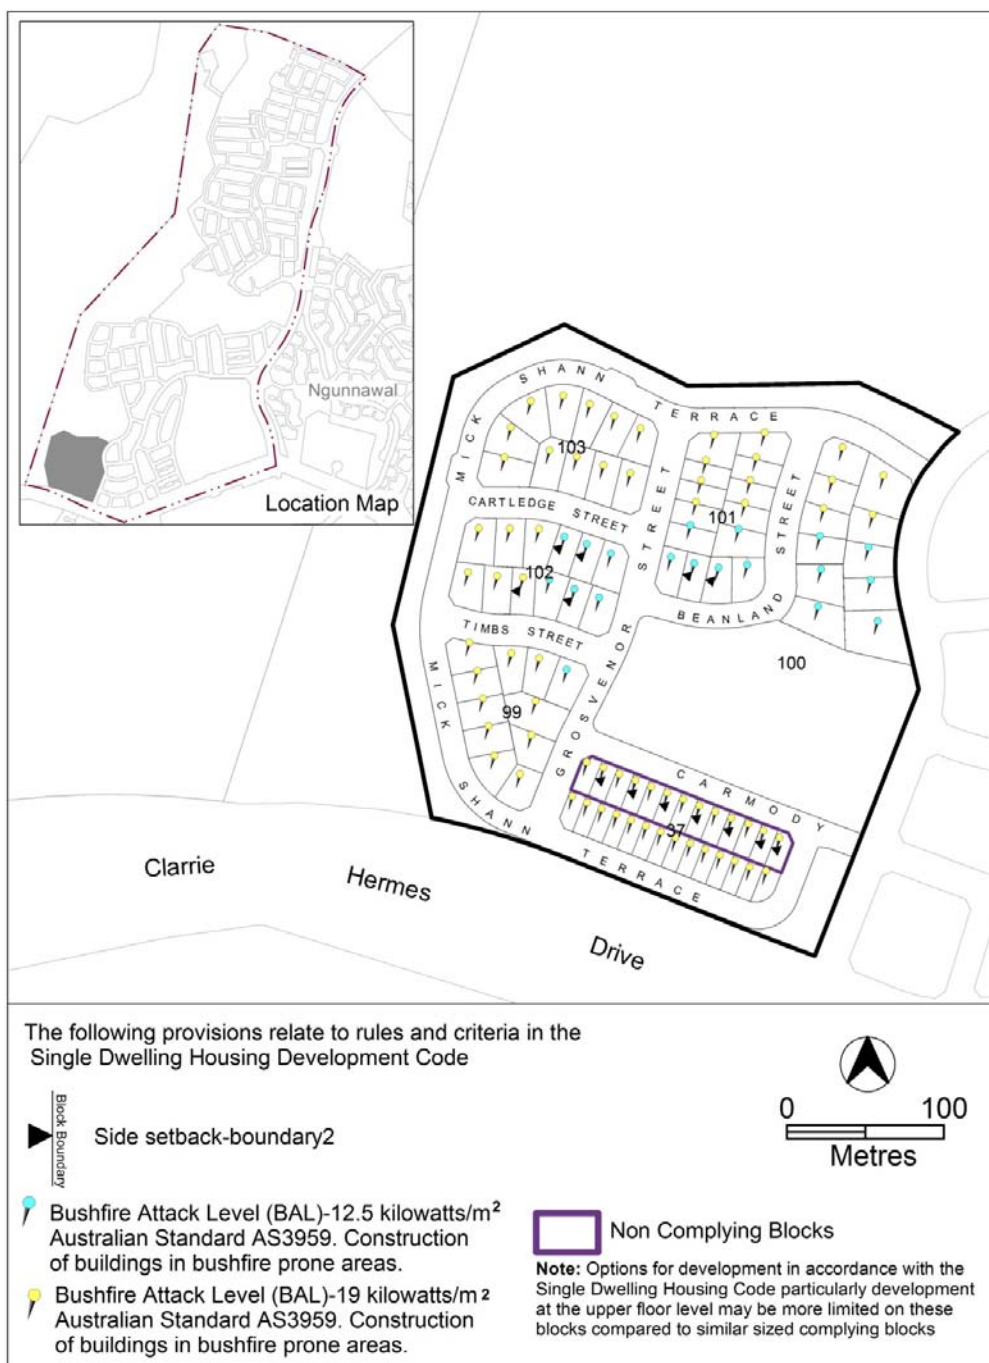 Ngunnawal
Location Map
MICK SHANN TERRACE
103
CARTLEDGE STREET
101
STREET
102
TIMBS STREET
BEANLAND
100
MICK
GROSVENOR STREET
99
CARMODY
SHANN
37
TERRACE
Clarrie
Hermes
Drive
The following provisions relate to rules and criteria in the
Single Dwelling Housing Development Code
Block Boundary
Side setback-boundary2
0 100
Metres
Bushfire Attack Level (BAL)-12.5 kilowatts/m²
Australian Standard AS3959. Construction
of buildings in bushfire prone areas.
Bushfire Attack Level (BAL)-19 kilowatts/m²
Australian Standard AS3959. Construction
of buildings in bushfire prone areas.
Non Complying Blocks
Note: Options for development in accordance with the
Single Dwelling Housing Code particularly development
at the upper floor level may be more limited on these
blocks compared to similar sized complying blocks